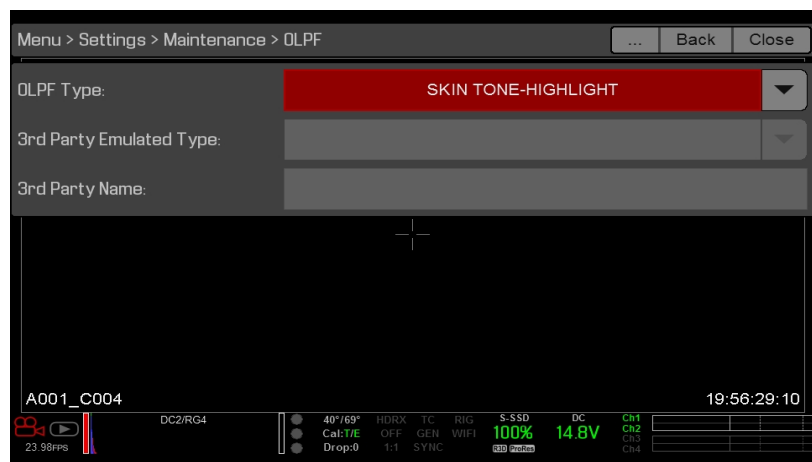 Menu > Settings > Maintenance > OLPF ... Back Close
OLPF Type: SKIN TONE-HIGHLIGHT
3rd Party Emulated Type:
3rd Party Name:
A001_C004 19:56:29:10
DC2/RG4 40°/69° HDRX TC RIG S-SSD DC Ch1
Cal:T/E OFF GEN WIFI 100% 14.8V Ch2
23.98FPS Drop:0 1:1 SYNC R3D ProRes Ch3
Ch4